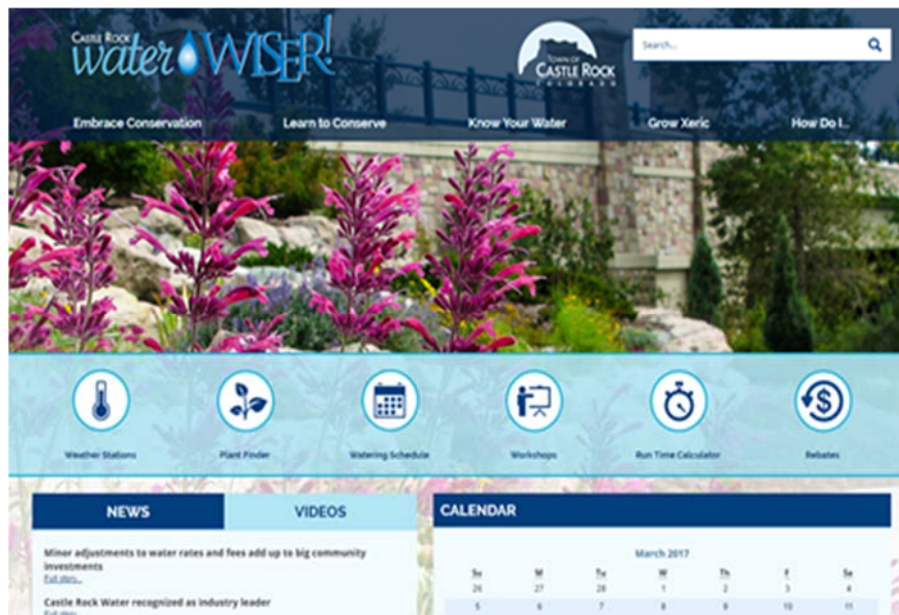 CASTLE ROCK
water WISER!
TOWN OF
CASTLE ROCK
COLORADO
Search...
Embrace Conservation Learn to Conserve Know Your Water Grow Xeric How Do I...
Weather Stations Plant Finder Watering Schedule Workshops Run Time Calculator Rebates
NEWS VIDEOS CALENDAR
Minor adjustments to water rates and fees add up to big community
investments
Full story...
Castle Rock Water recognized as industry leader
Full story...
March 2017
Su M Tu W Th F Sa
26 27 28 1 2 3 4
5 6 7 8 9 10 11